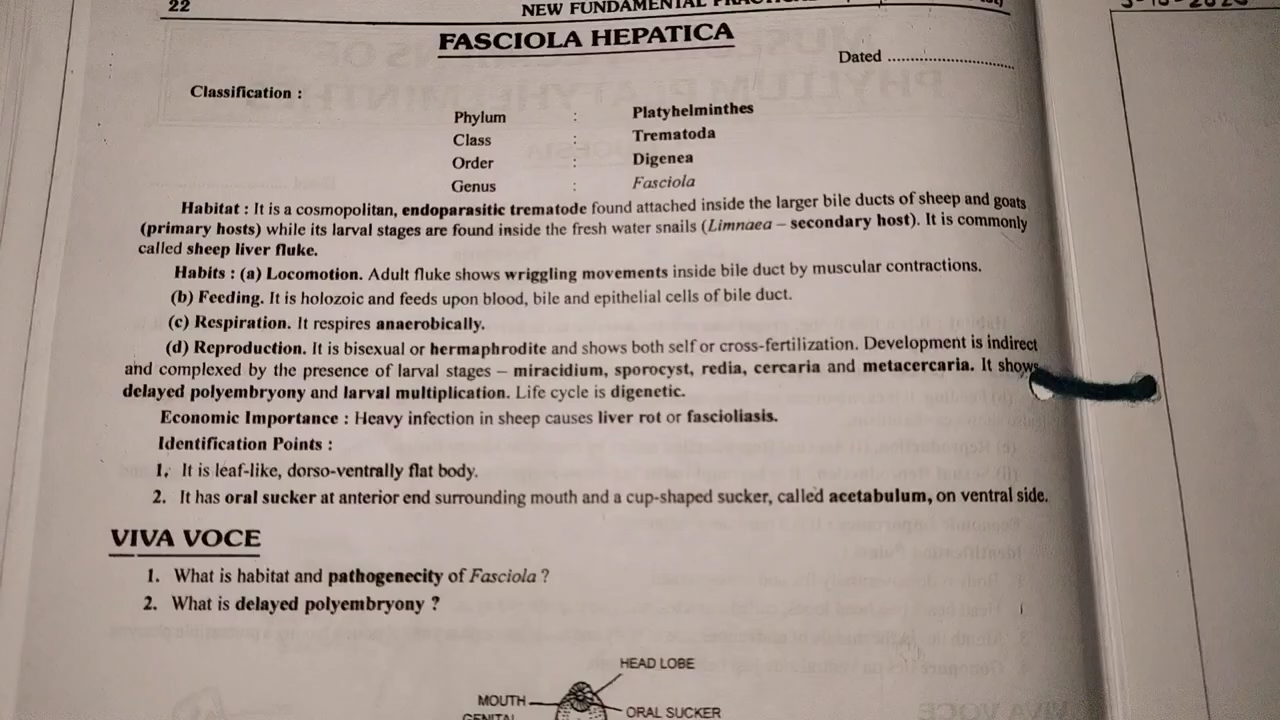 22
NEW FUNDAMENTAL
FASCIOLA HEPATICA
Dated ..............................
Classification :
Phylum : Platyhelminthes
Class : Trematoda
Order : Digenea
Genus : Fasciola
Habitat : It is a cosmopolitan, endoparasitic trematode found attached inside the larger bile ducts of sheep and goats
(primary hosts) while its larval stages are found inside the fresh water snails (Limnaea – secondary host). It is commonly
called sheep liver fluke.
Habits : (a) Locomotion. Adult fluke shows wriggling movements inside bile duct by muscular contractions.
(b) Feeding. It is holozoic and feeds upon blood, bile and epithelial cells of bile duct.
(c) Respiration. It respires anaerobically.
(d) Reproduction. It is bisexual or hermaphrodite and shows both self or cross-fertilization. Development is indirect
and complexed by the presence of larval stages – miracidium, sporocyst, redia, cercaria and metacercaria. It shows
delayed polyembryony and larval multiplication. Life cycle is digenetic.
Economic Importance : Heavy infection in sheep causes liver rot or fascioliasis.
Identification Points :
1. It is leaf-like, dorso-ventrally flat body.
2. It has oral sucker at anterior end surrounding mouth and a cup-shaped sucker, called acetabulum, on ventral side.
VIVA VOCE
1. What is habitat and pathogenecity of Fasciola ?
2. What is delayed polyembryony ?
HEAD LOBE
MOUTH
ORAL SUCKER
GENITAL